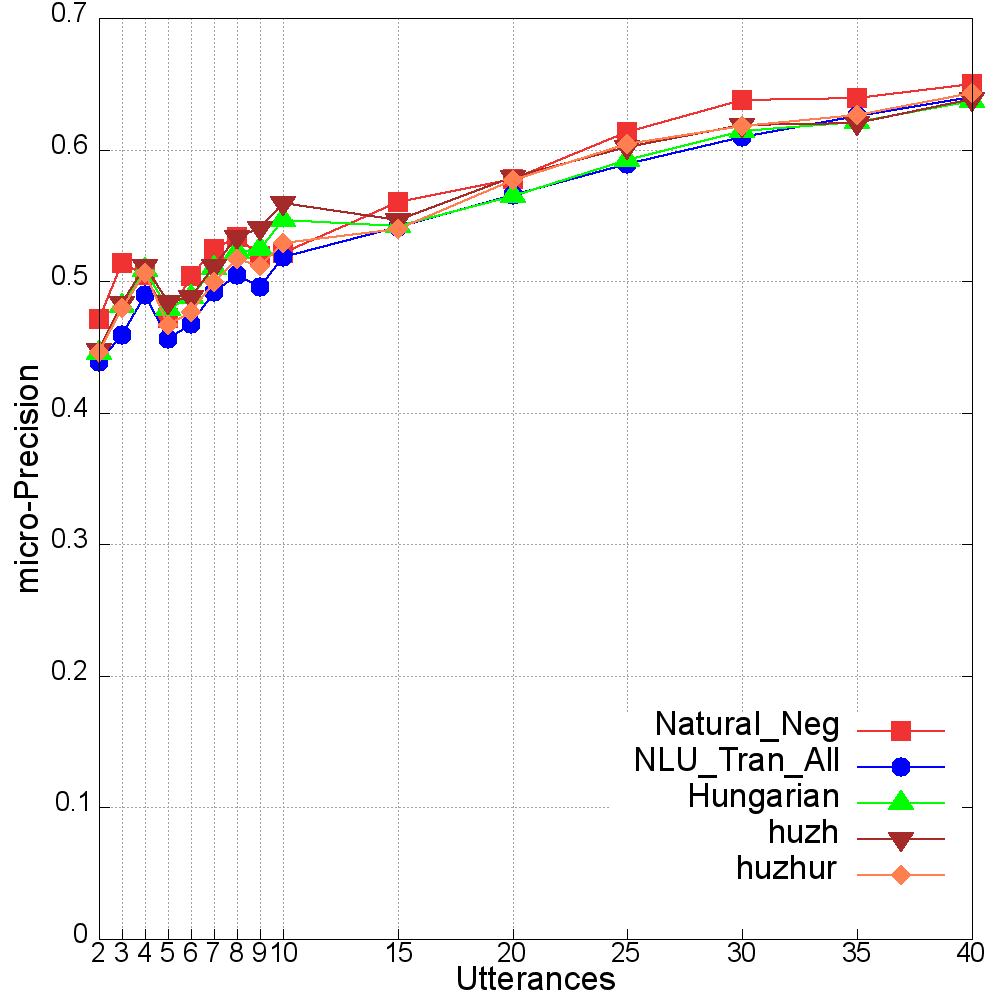 0.7
0.6
0.5
0.4
0.3
0.2
0.1
0
micro-Precision
Natural_Neg
NLU_Tran_All
Hungarian
huzh
huzhur
2 3 4 5 6 7 8 9 10 15 20 25 30 35 40
Utterances